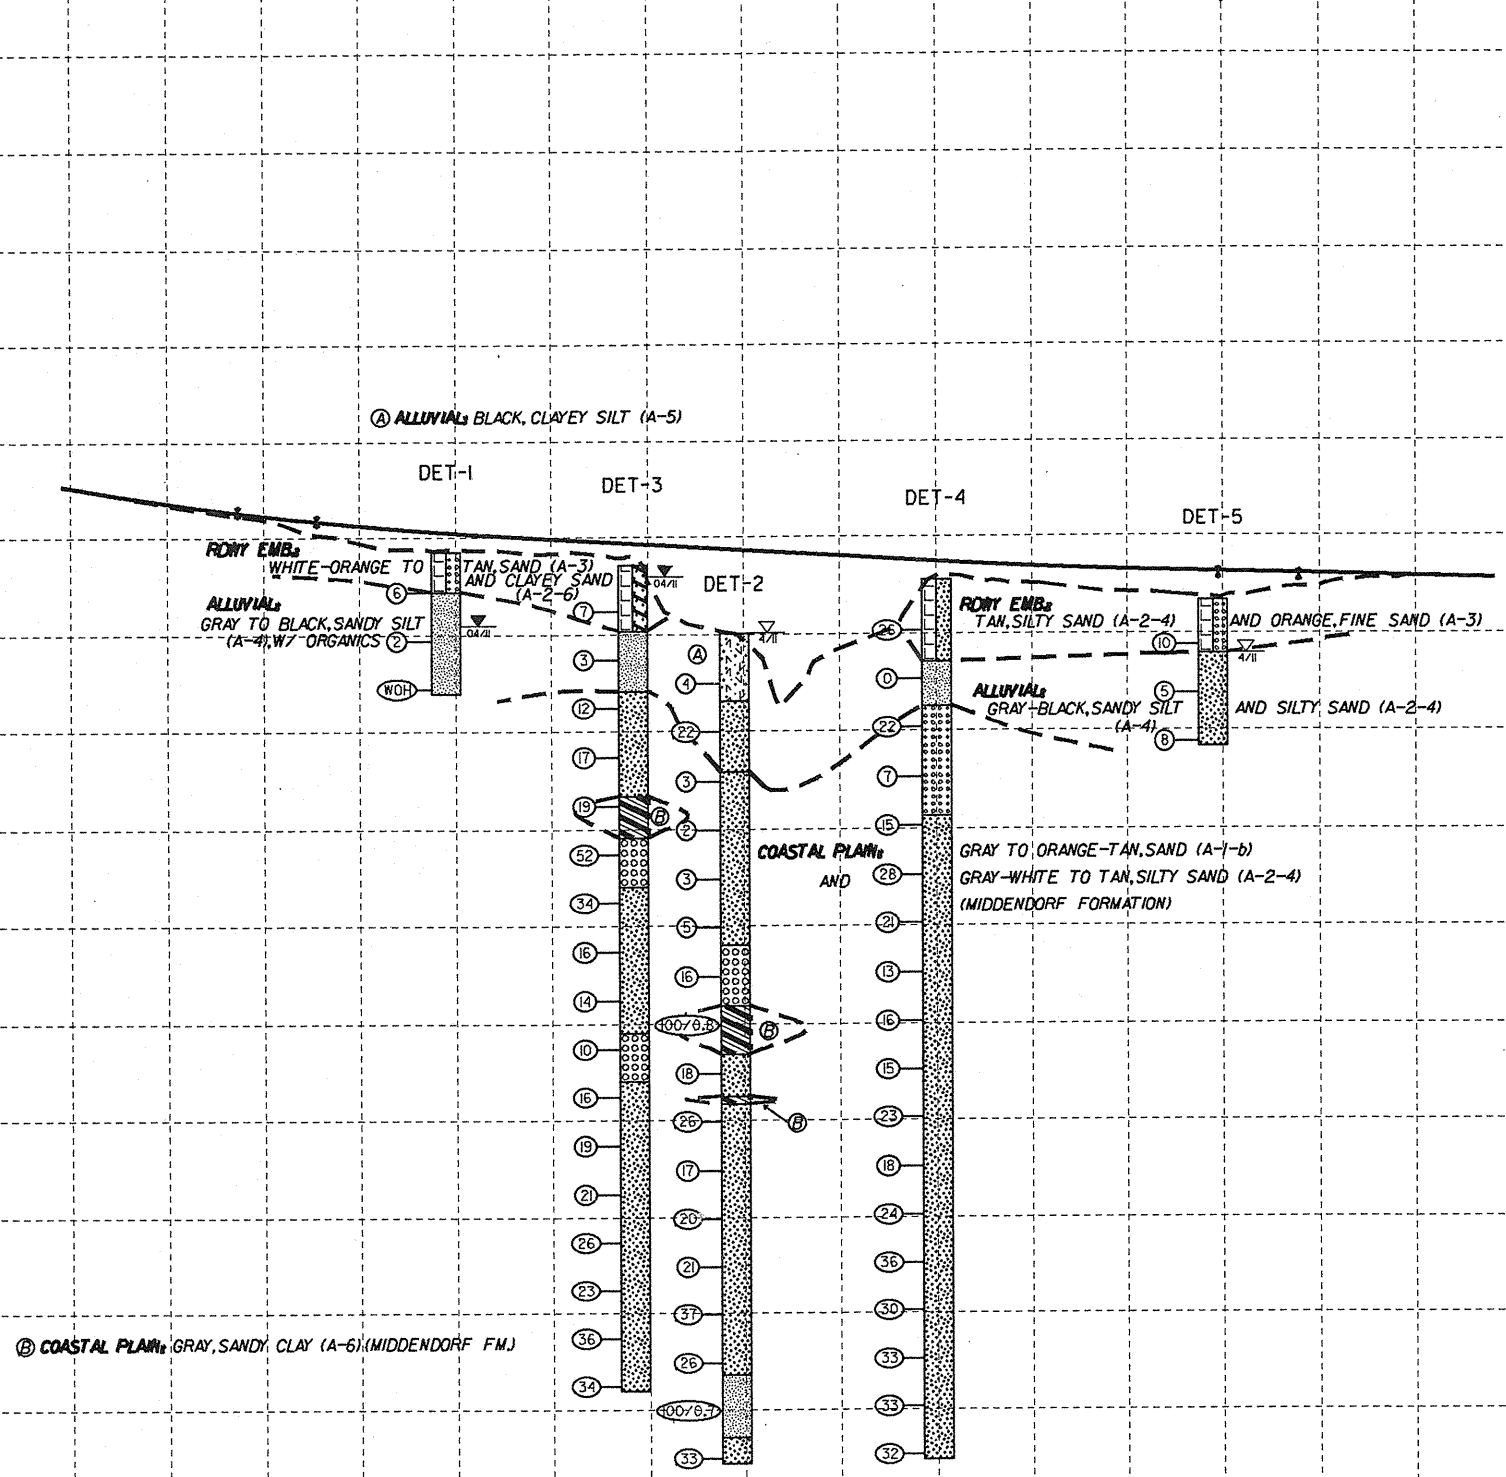 Ⓐ ALLUVIAL: BLACK, CLAYEY SILT (A-5)
DET-1
DET-3
DET-4
DET-5
DET-2
RDWY EMB.:
WHITE-ORANGE TO TAN, SAND (A-3)
AND CLAYEY SAND
(A-2-6)
ALLUVIAL:
GRAY TO BLACK, SANDY SILT
(A-4), W/ ORGANICS
6
2
WOH
04/11
04/11
4/11
4/11
RDWY EMB.:
TAN, SILTY SAND (A-2-4) AND ORANGE, FINE SAND (A-3)
ALLUVIAL:
GRAY-BLACK, SANDY SILT AND SILTY SAND (A-2-4)
(A-4)
10
5
8
7
3
12
17
19
52
34
16
14
10
16
19
21
26
23
36
34
A
4
22
3
2
3
5
16
100/0.8
18
26
17
20
21
37
26
100/0.7
33
B
B
B
26
0
22
7
15
28
21
13
16
15
23
18
24
36
30
33
33
32
COASTAL PLAIN: GRAY TO ORANGE-TAN, SAND (A-1-b)
AND GRAY-WHITE TO TAN, SILTY SAND (A-2-4)
(MIDDENDORF FORMATION)
Ⓑ COASTAL PLAIN: GRAY, SANDY CLAY (A-6) (MIDDENDORF FM.)